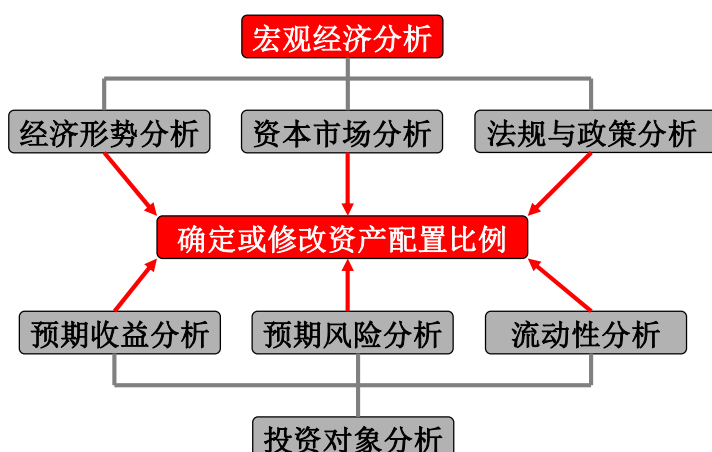 宏观经济分析
经济形势分析
资本市场分析
法规与政策分析
确定或修改资产配置比例
预期收益分析
预期风险分析
流动性分析
投资对象分析